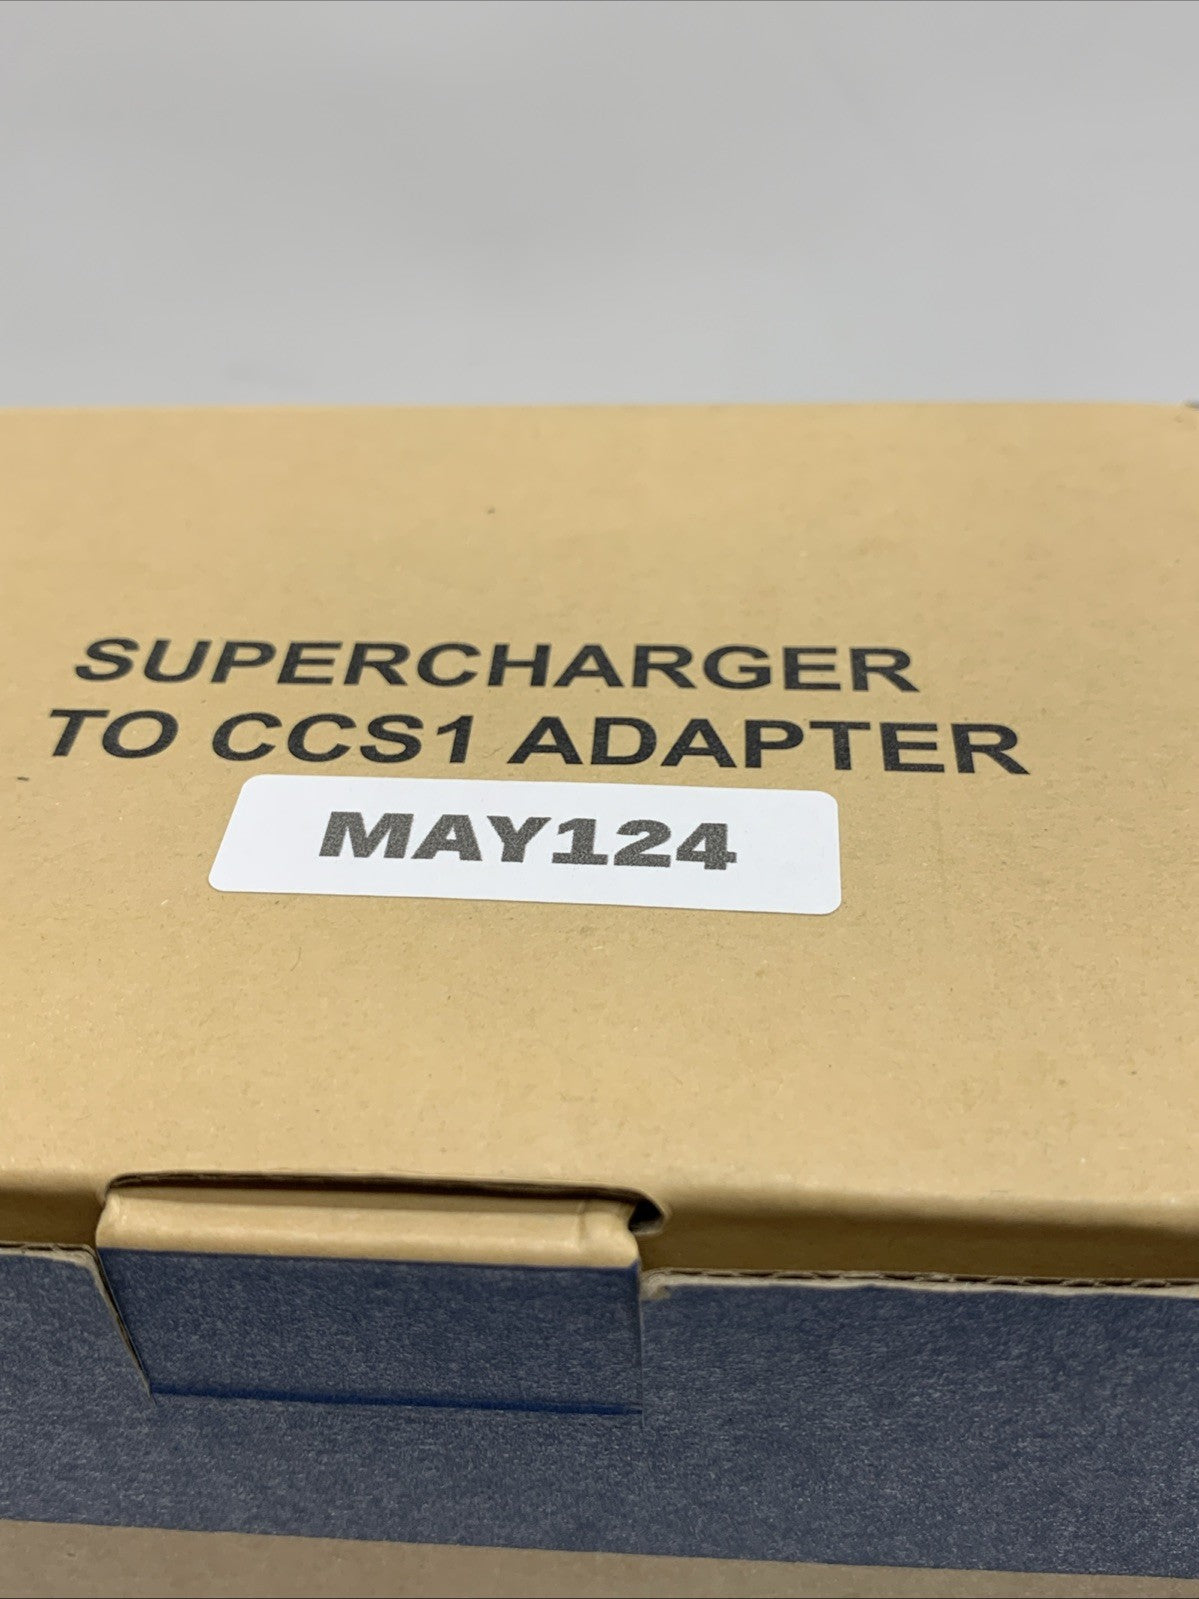 SUPERCHARGER
TO CCS1 ADAPTER
MAY124